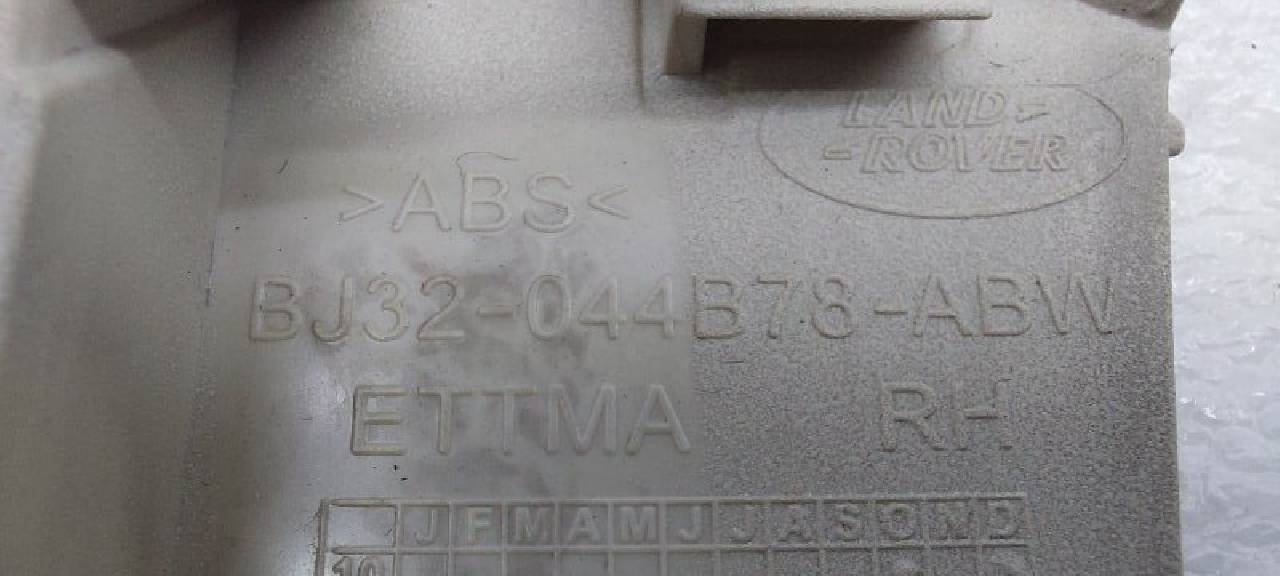 LAND
ROVER
>ABS<
BJ32-044B78-ABW
ETTMA RH
J F M A M J J A S O N D
10